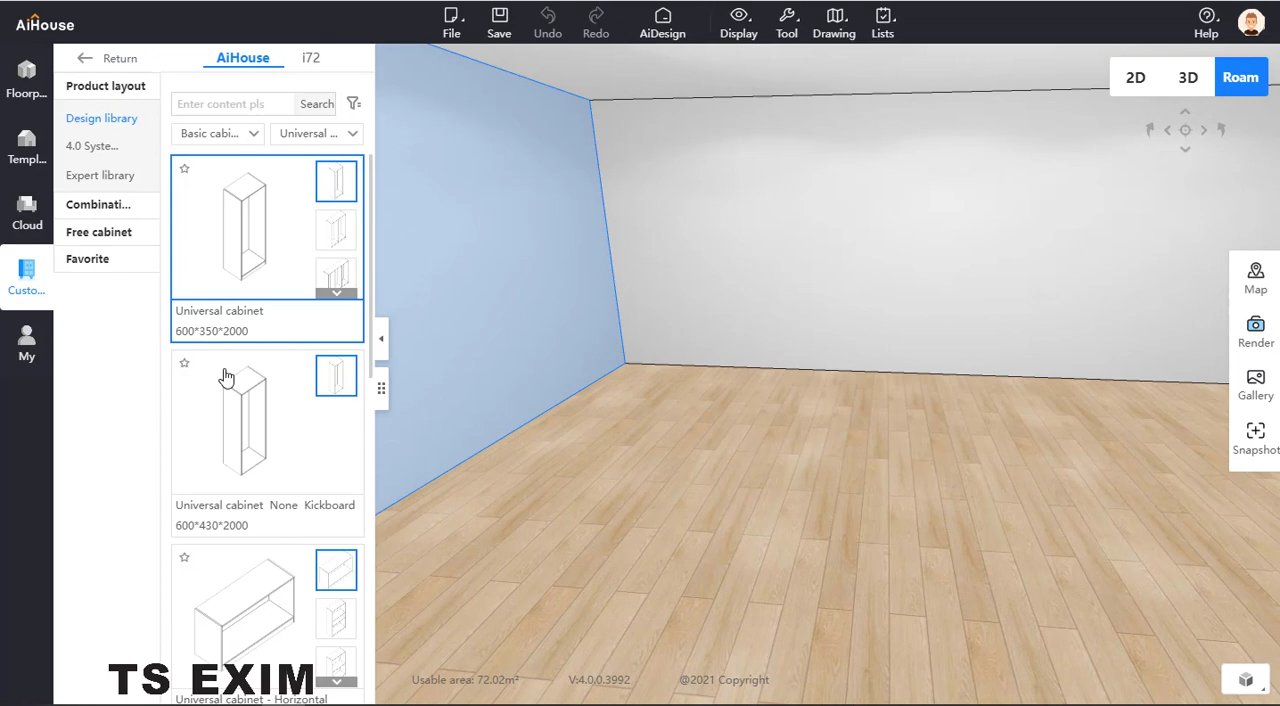 AiHouse
File
Save
Undo
Redo
AiDesign
Display
Tool
Drawing
Lists
Help
Return
AiHouse
i72
Floorp...
Templ...
Cloud
Custo...
My
Product layout
Design library
4.0 Syste...
Expert library
Combinati...
Free cabinet
Favorite
Enter content pls
Search
Basic cabi...
Universal ...
Universal cabinet
600*350*2000
Universal cabinet None Kickboard
600*430*2000
Universal cabinet - Horizontal
2D
3D
Roam
Map
Render
Gallery
Snapshot
TS EXIM
Usable area: 72.02m²
V:4.0.0.3992
@2021 Copyright